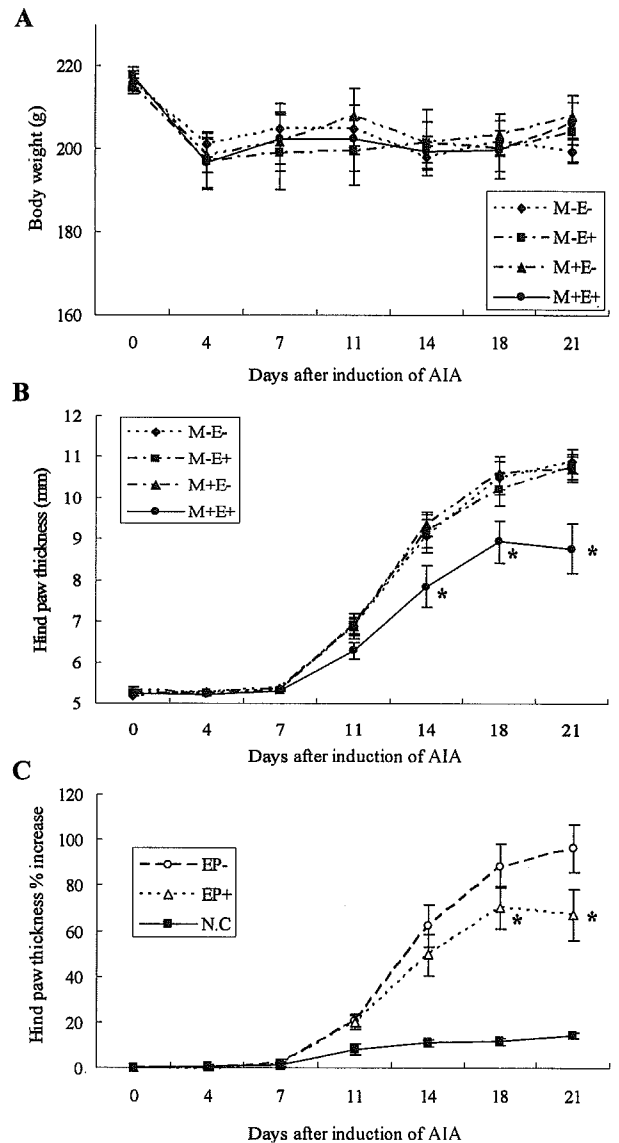 A
220
200
180
160
Body weight (g)
M-E-
M-E+
M+E-
M+E+
0 4 7 11 14 18 21
Days after induction of AIA
B
12
11
10
9
8
7
6
5
Hind paw thickness (mm)
M-E-
M-E+
M+E-
M+E+
* * *
0 4 7 11 14 18 21
Days after induction of AIA
C
120
100
80
60
40
20
0
Hind paw thickness % increase
EP-
EP+
N.C
* *
0 4 7 11 14 18 21
Days after induction of AIA